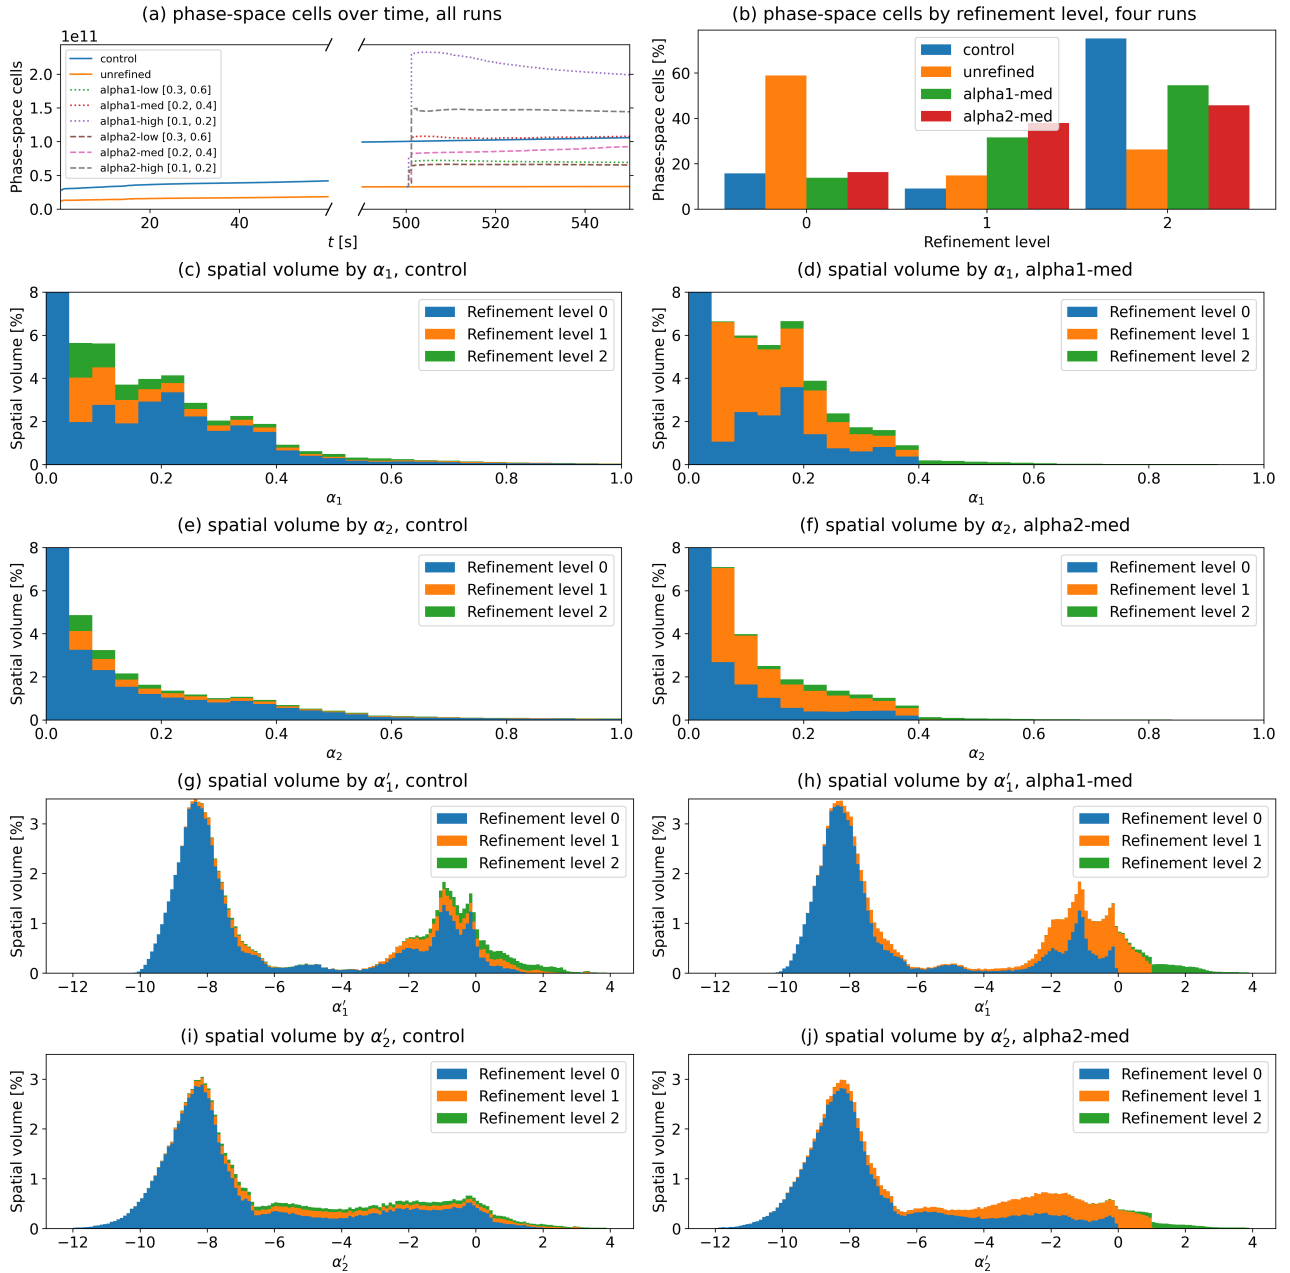 (a) phase-space cells over time, all runs
1e11
Phase-space cells
2.0
1.5
1.0
0.5
0.0
control
unrefined
alpha1-low [0.3, 0.6]
alpha1-med [0.2, 0.4]
alpha1-high [0.1, 0.2]
alpha2-low [0.3, 0.6]
alpha2-med [0.2, 0.4]
alpha2-high [0.1, 0.2]
20 40 500 520 540
t [s]
(b) phase-space cells by refinement level, four runs
Phase-space cells [%]
60
40
20
0
control
unrefined
alpha1-med
alpha2-med
0 1 2
Refinement level
(c) spatial volume by α₁, control
Spatial volume [%]
8
6
4
2
0
Refinement level 0
Refinement level 1
Refinement level 2
0.0 0.2 0.4 0.6 0.8 1.0
α₁
(d) spatial volume by α₁, alpha1-med
Spatial volume [%]
8
6
4
2
0
Refinement level 0
Refinement level 1
Refinement level 2
0.0 0.2 0.4 0.6 0.8 1.0
α₁
(e) spatial volume by α₂, control
Spatial volume [%]
8
6
4
2
0
Refinement level 0
Refinement level 1
Refinement level 2
0.0 0.2 0.4 0.6 0.8 1.0
α₂
(f) spatial volume by α₂, alpha2-med
Spatial volume [%]
8
6
4
2
0
Refinement level 0
Refinement level 1
Refinement level 2
0.0 0.2 0.4 0.6 0.8 1.0
α₂
(g) spatial volume by α′₁, control
Spatial volume [%]
3
2
1
0
Refinement level 0
Refinement level 1
Refinement level 2
−12 −10 −8 −6 −4 −2 0 2 4
α′₁
(h) spatial volume by α′₁, alpha1-med
Spatial volume [%]
3
2
1
0
Refinement level 0
Refinement level 1
Refinement level 2
−12 −10 −8 −6 −4 −2 0 2 4
α′₁
(i) spatial volume by α′₂, control
Spatial volume [%]
3
2
1
0
Refinement level 0
Refinement level 1
Refinement level 2
−12 −10 −8 −6 −4 −2 0 2 4
α′₂
(j) spatial volume by α′₂, alpha2-med
Spatial volume [%]
3
2
1
0
Refinement level 0
Refinement level 1
Refinement level 2
−12 −10 −8 −6 −4 −2 0 2 4
α′₂